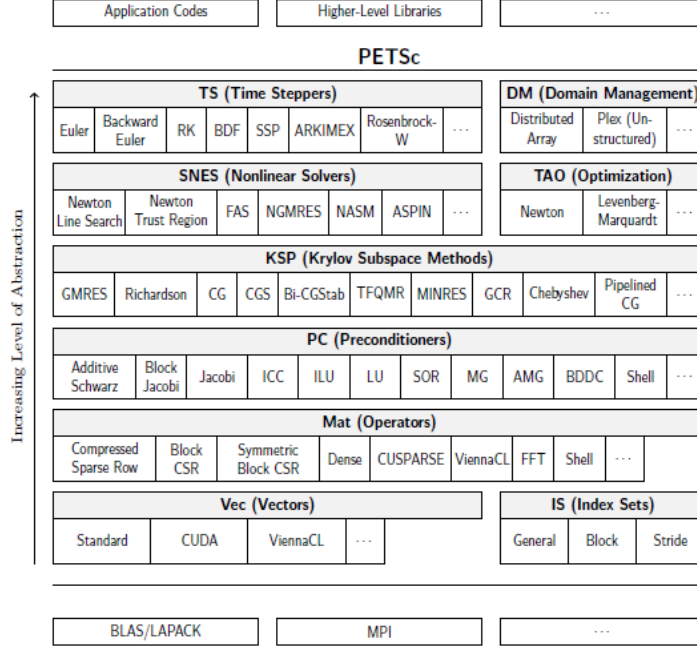 Application Codes
Higher-Level Libraries
...
PETSc
Increasing Level of Abstraction
TS (Time Steppers)
Euler
Backward
Euler
RK
BDF
SSP
ARKIMEX
Rosenbrock-
W
...
DM (Domain Management)
Distributed
Array
Plex (Un-
structured)
...
SNES (Nonlinear Solvers)
Newton
Line Search
Newton
Trust Region
FAS
NGMRES
NASM
ASPIN
...
TAO (Optimization)
Newton
Levenberg-
Marquardt
...
KSP (Krylov Subspace Methods)
GMRES
Richardson
CG
CGS
Bi-CGStab
TFQMR
MINRES
GCR
Chebyshev
Pipelined
CG
...
PC (Preconditioners)
Additive
Schwarz
Block
Jacobi
Jacobi
ICC
ILU
LU
SOR
MG
AMG
BDDC
Shell
...
Mat (Operators)
Compressed
Sparse Row
Block
CSR
Symmetric
Block CSR
Dense
CUSPARSE
ViennaCL
FFT
Shell
...
Vec (Vectors)
Standard
CUDA
ViennaCL
...
IS (Index Sets)
General
Block
Stride
BLAS/LAPACK
MPI
...